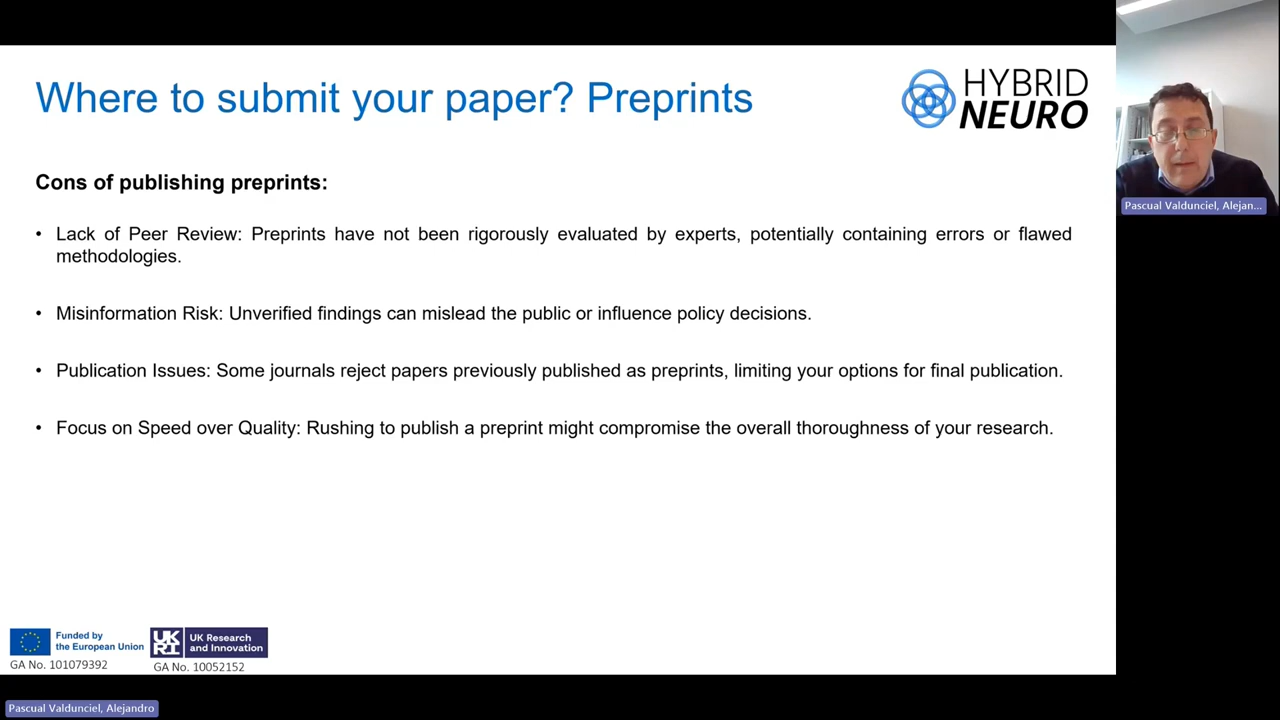 Where to submit your paper? Preprints
HYBRID
NEURO
Cons of publishing preprints:
• Lack of Peer Review: Preprints have not been rigorously evaluated by experts, potentially containing errors or flawed
methodologies.
• Misinformation Risk: Unverified findings can mislead the public or influence policy decisions.
• Publication Issues: Some journals reject papers previously published as preprints, limiting your options for final publication.
• Focus on Speed over Quality: Rushing to publish a preprint might compromise the overall thoroughness of your research.
Pascual Valdunciel, Alejan...
Funded by
the European Union
GA No. 101079392
UKRI
UK Research
and Innovation
GA No. 10052152
Pascual Valdunciel, Alejandro